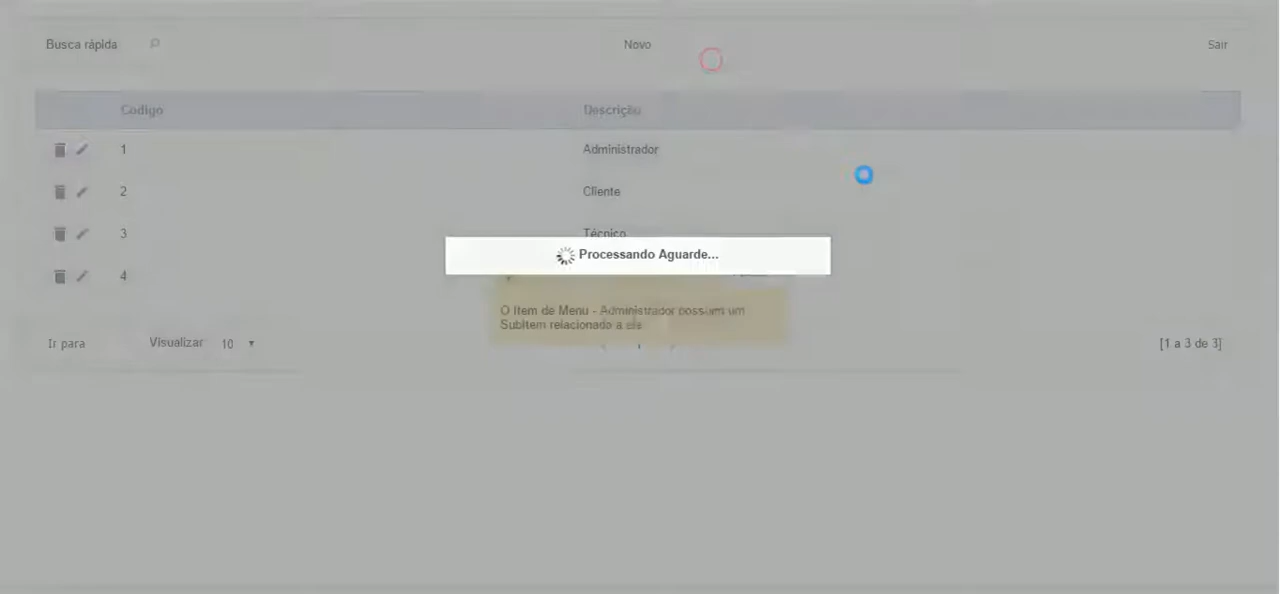 Busca rápida Novo Sair
Codigo Descrição
1 Administrador
2 Cliente
3 Técnico
Processando Aguarde...
4
O Item de Menu - Administrador possuem um
SubItem relacionado a
Ir para Visualizar 10 [1 a 3 de 3]